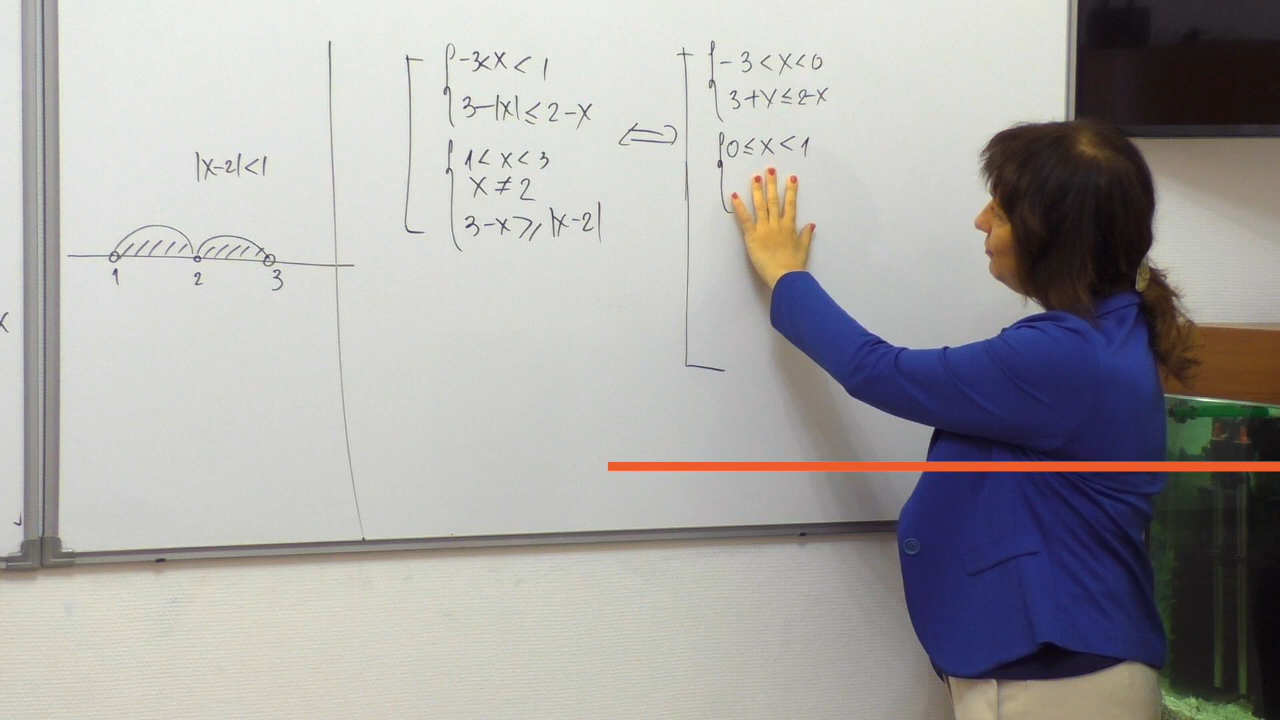 |x-2|<1
1 2 3
-3<x<1
3-|x|≤2-x
1<x<3
x≠2
3-x⩾|x-2|
⇔
-3<x<0
3+x≤2-x
0≤x<1
x